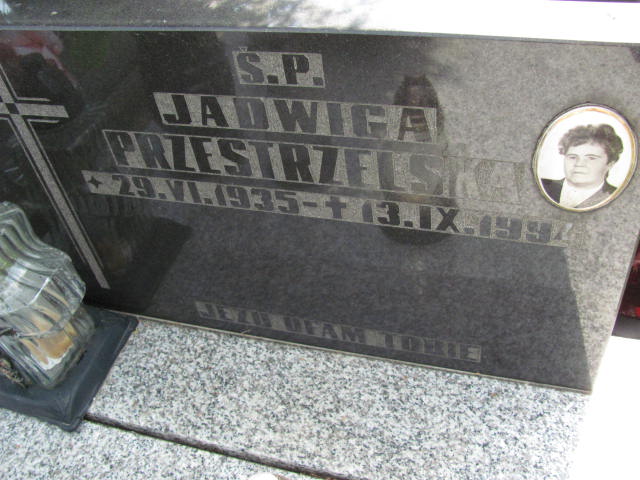 Ś.P.
JADWIGA
PRZESTRZELSKA
✶ 29.VI.1935-✝13.IX.1994
JEZU UFAM TOBIE